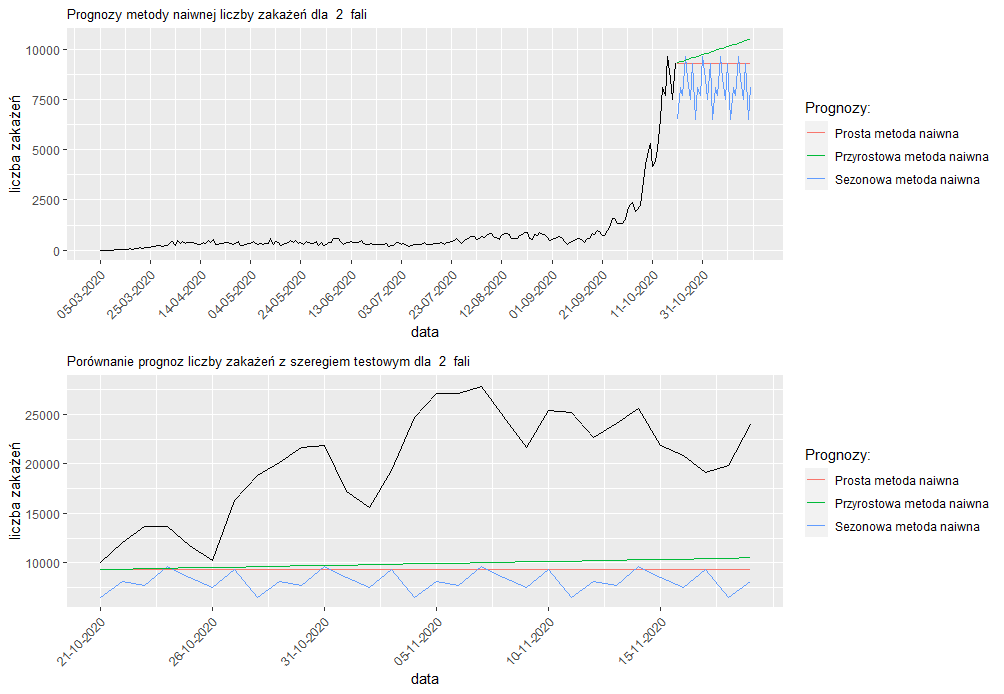 Prognozy metody naiwnej liczby zakażeń dla 2 fali
liczba zakażeń
10000
7500
5000
2500
0
05-03-2020
25-03-2020
14-04-2020
04-05-2020
24-05-2020
13-06-2020
03-07-2020
23-07-2020
12-08-2020
01-09-2020
21-09-2020
11-10-2020
31-10-2020
data
Prognozy:
Prosta metoda naiwna
Przyrostowa metoda naiwna
Sezonowa metoda naiwna
Porównanie prognoz liczby zakażeń z szeregiem testowym dla 2 fali
liczba zakażeń
25000
20000
15000
10000
21-10-2020
26-10-2020
31-10-2020
05-11-2020
10-11-2020
15-11-2020
data
Prognozy:
Prosta metoda naiwna
Przyrostowa metoda naiwna
Sezonowa metoda naiwna